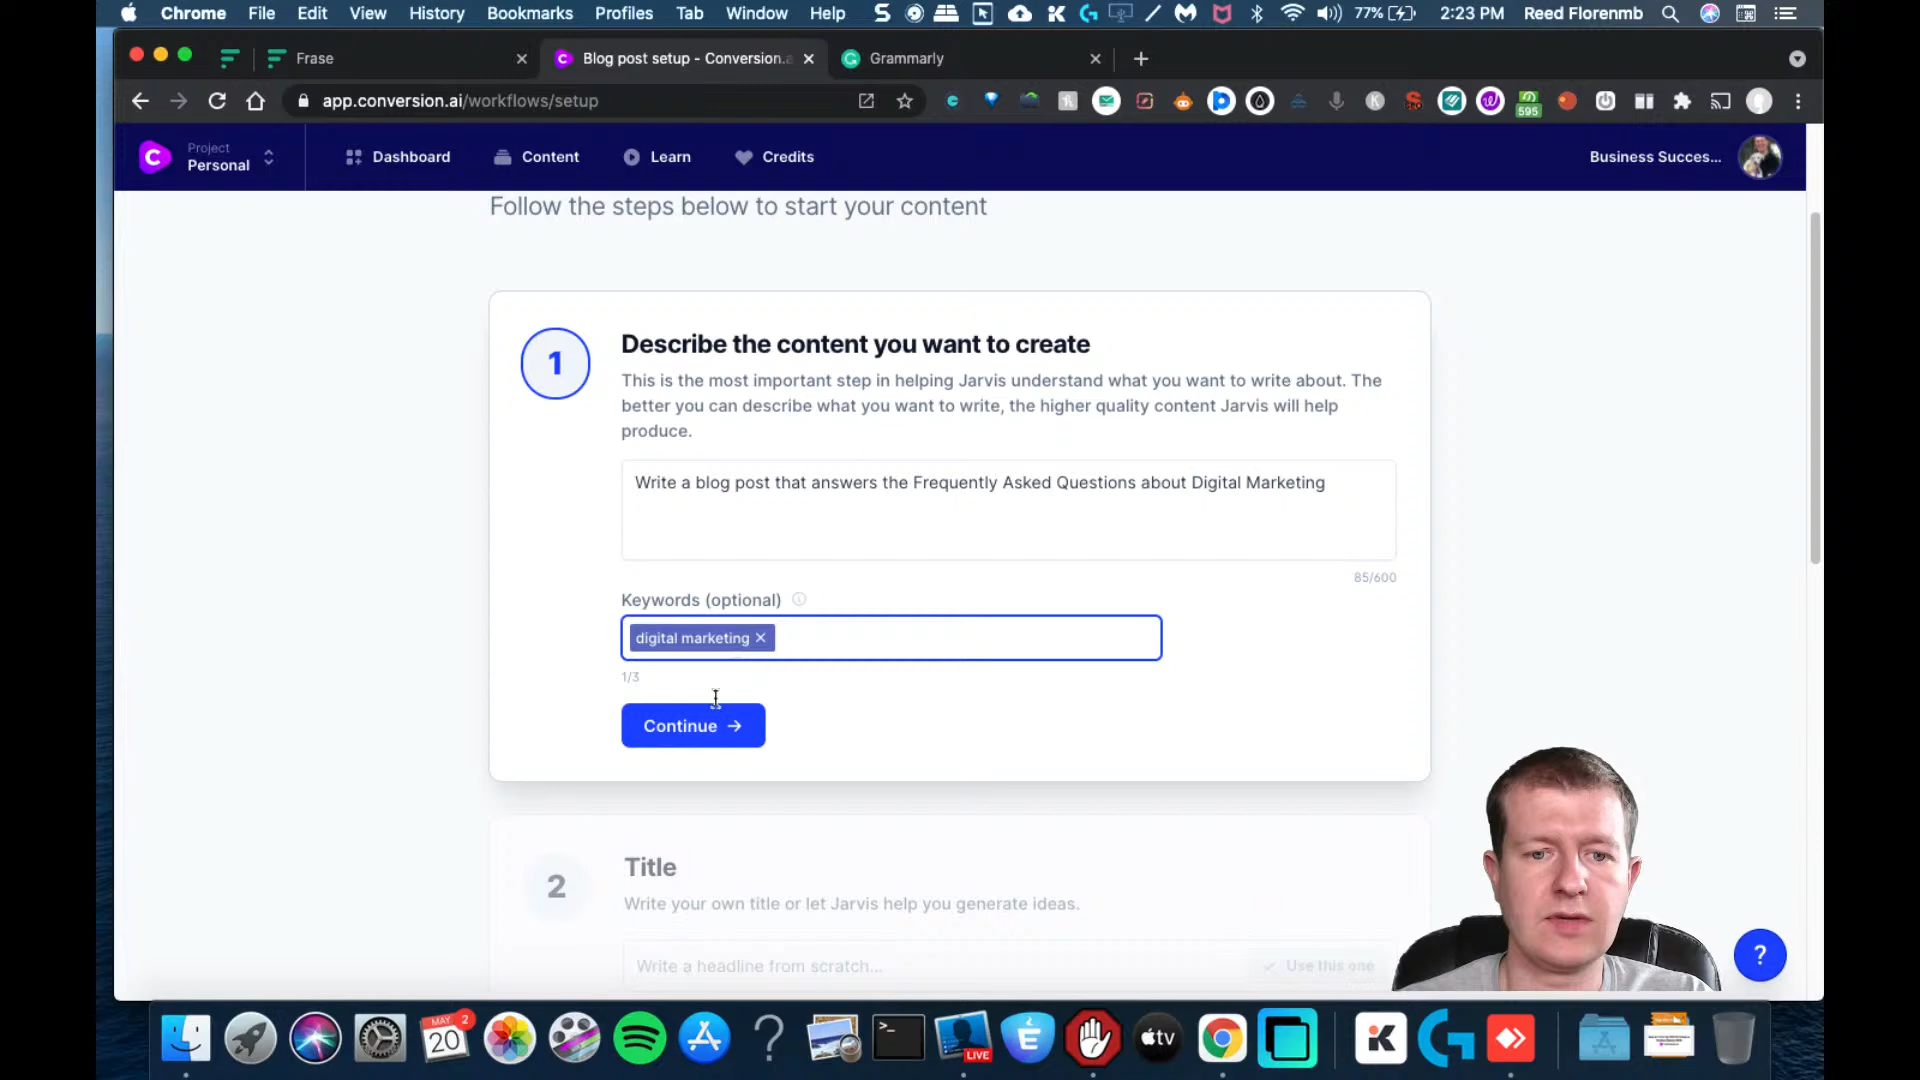 Chrome File Edit View History Bookmarks Profiles Tab Window Help 77% 2:23 PM Reed Florenmb
Frase
Blog post setup - Conversion.a
Grammarly
app.conversion.ai/workflows/setup
595
Project
Personal
Dashboard
Content
Learn
Credits
Business Succes...
Follow the steps below to start your content
1
Describe the content you want to create
This is the most important step in helping Jarvis understand what you want to write about. The
better you can describe what you want to write, the higher quality content Jarvis will help
produce.
Write a blog post that answers the Frequently Asked Questions about Digital Marketing
85/600
Keywords (optional)
digital marketing
1/3
Continue →
2
Title
Write your own title or let Jarvis help you generate ideas.
Write a headline from scratch...
Use this one
?
MAY
2
20
LIVE
tv